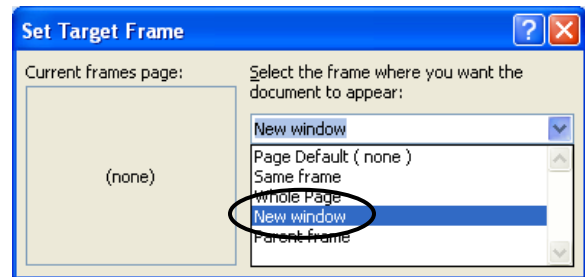 Set Target Frame
Current frames page:
(none)
Select the frame where you want the
document to appear:
New window
Page Default ( none )
Same frame
Whole Page
New window
Parent frame